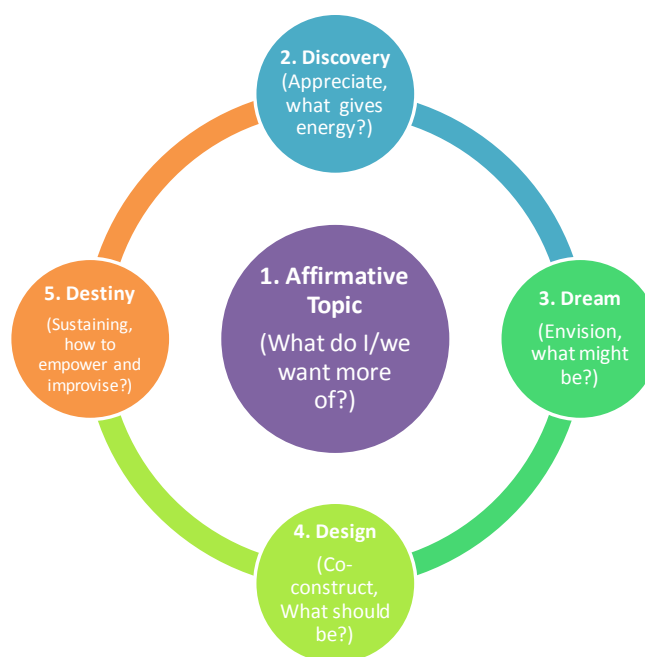 2. Discovery
(Appreciate,
what gives
energy?)
1. Affirmative
Topic
(What do I/we
want more
of?)
3. Dream
(Envision,
what might
be?)
4. Design
(Co-
construct,
What should
be?)
5. Destiny
(Sustaining,
how to
empower and
improvise?)